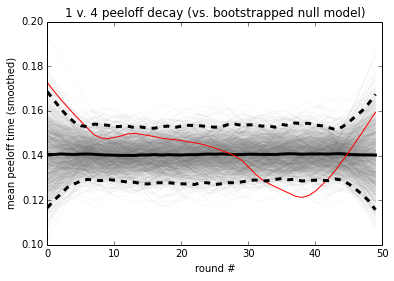 1 v. 4 peeloff decay (vs. bootstrapped null model)
0.20
0.18
0.16
0.14
0.12
0.10
mean peeloff time (smoothed)
0 10 20 30 40 50
round #